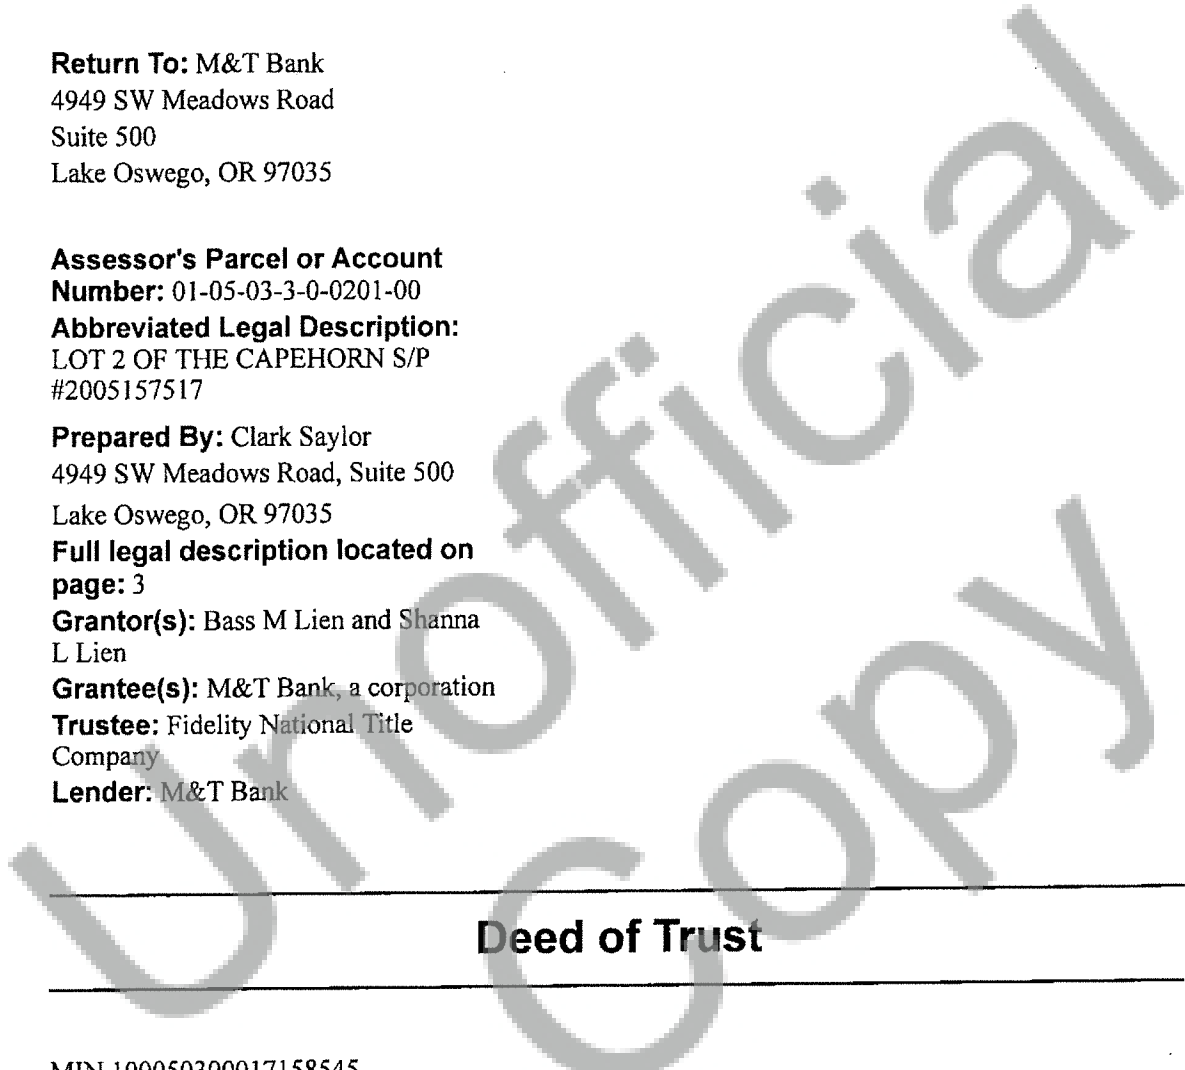 Return To: M&T Bank
4949 SW Meadows Road
Suite 500
Lake Oswego, OR 97035
Assessor's Parcel or Account
Number: 01-05-03-3-0-0201-00
Abbreviated Legal Description:
LOT 2 OF THE CAPEHORN S/P
#2005157517
Prepared By: Clark Saylor
4949 SW Meadows Road, Suite 500
Lake Oswego, OR 97035
Full legal description located on
page: 3
Grantor(s): Bass M Lien and Shanna
L Lien
Grantee(s): M&T Bank, a corporation
Trustee: Fidelity National Title
Company
Lender: M&T Bank
Deed of Trust
MIN 100050300017158545
Unofficial
Copy